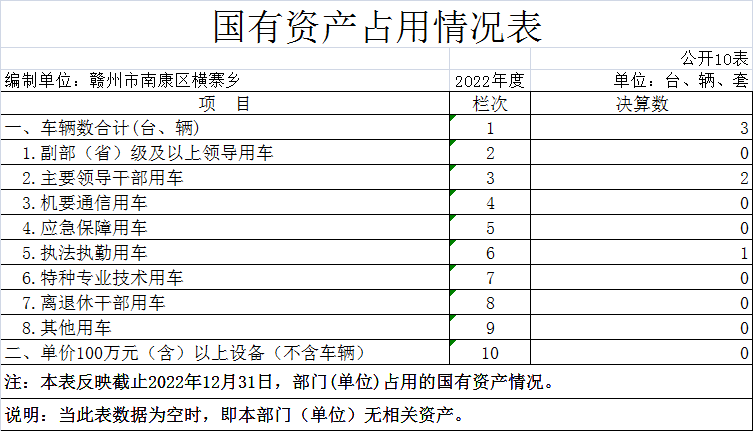 国有资产占用情况表
公开10表
编制单位：赣州市南康区横寨乡 2022年度 单位：台、辆、套
项 目 栏次 决算数
一、车辆数合计(台、辆) 1 3
1.副部（省）级及以上领导用车 2 0
2.主要领导干部用车 3 2
3.机要通信用车 4 0
4.应急保障用车 5 0
5.执法执勤用车 6 1
6.特种专业技术用车 7 0
7.离退休干部用车 8 0
8.其他用车 9 0
二、单价100万元（含）以上设备（不含车辆） 10 0
注：本表反映截止2022年12月31日，部门(单位)占用的国有资产情况。
说明：当此表数据为空时，即本部门（单位）无相关资产。